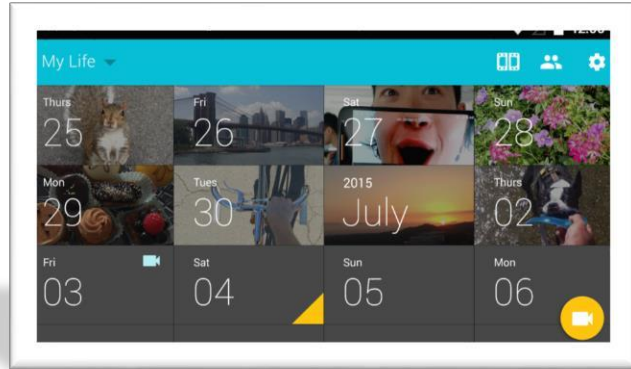 My Life
Thurs
25
Fri
26
Sat
27
Sun
28
Mon
29
Tues
30
2015
July
Thurs
02
Fri
03
Sat
04
Sun
05
Mon
06